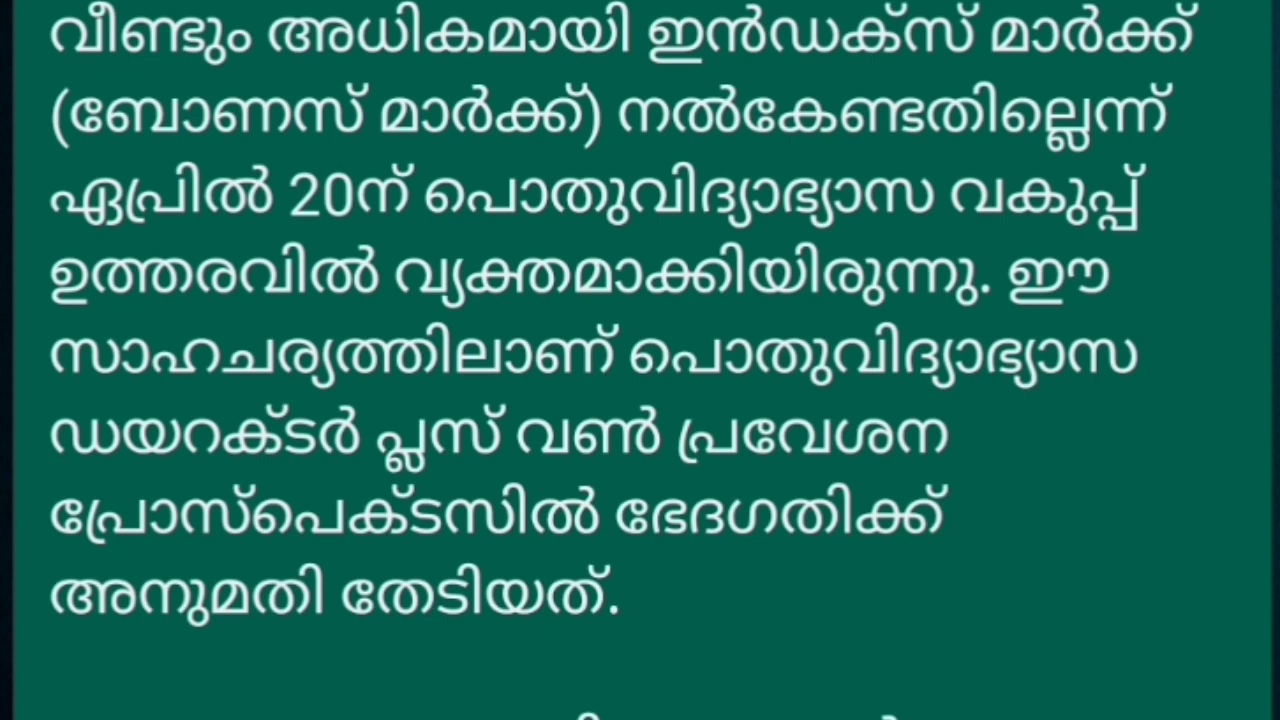 വീണ്ടും അധികമായി ഇൻഡക്സ് മാർക്ക്
(ബോണസ് മാർക്ക്) നൽകേണ്ടതില്ലെന്ന്
ഏപ്രിൽ 20ന് പൊതുവിദ്യാഭ്യാസ വകുപ്പ്
ഉത്തരവിൽ വ്യക്തമാക്കിയിരുന്നു. ഈ
സാഹചര്യത്തിലാണ് പൊതുവിദ്യാഭ്യാസ
ഡയറക്ടർ പ്ലസ് വൺ പ്രവേശന
പ്രോസ്പെക്ടസിൽ ഭേദഗതിക്ക്
അനുമതി തേടിയത്.